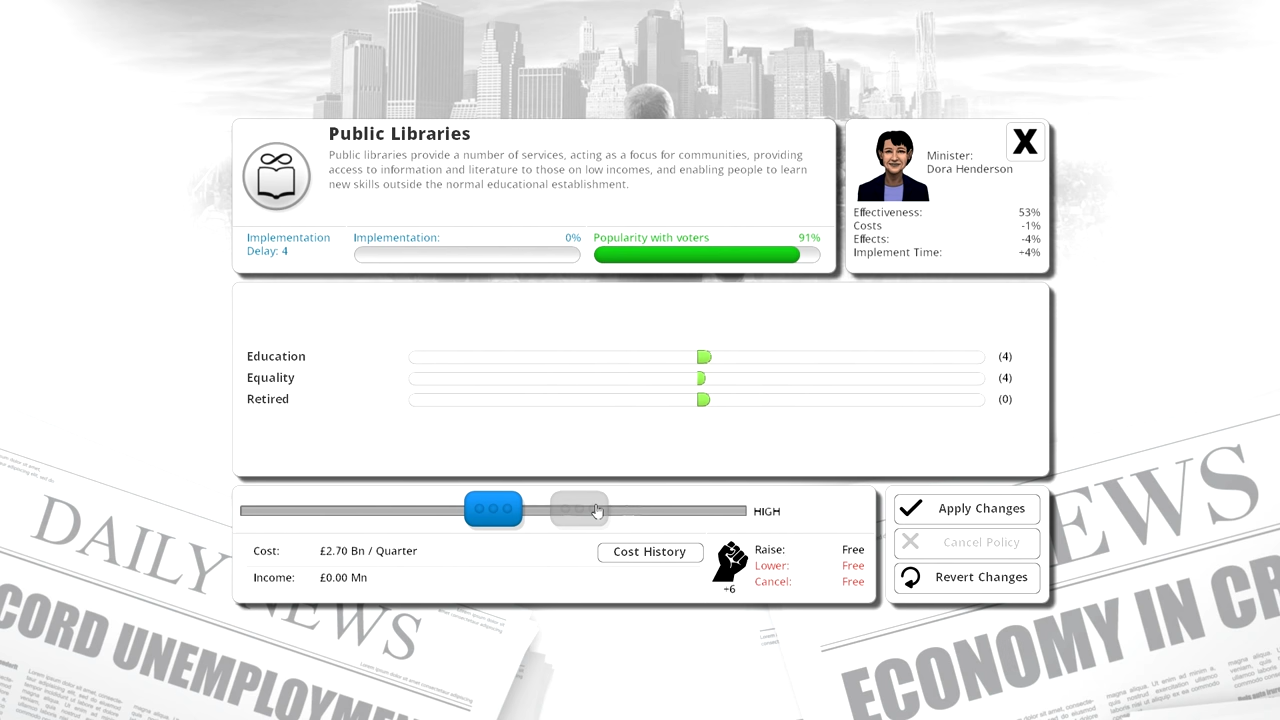 Public Libraries
Public libraries provide a number of services, acting as a focus for communities, providing
access to information and literature to those on low incomes, and enabling people to learn
new skills outside the normal educational establishment.
Implementation
Delay: 4
Implementation: 0%
Popularity with voters 91%
X
Minister:
Dora Henderson
Effectiveness: 53%
Costs -1%
Effects: -4%
Implement Time: +4%
Education (4)
Equality (4)
Retired (0)
HIGH
Cost: £2.70 Bn / Quarter
Income: £0.00 Mn
Cost History
+6
Raise: Free
Lower: Free
Cancel: Free
Apply Changes
Cancel Policy
Revert Changes
DAILY NEWS
CORD UNEMPLOYME
EWS
ECONOMY IN CR